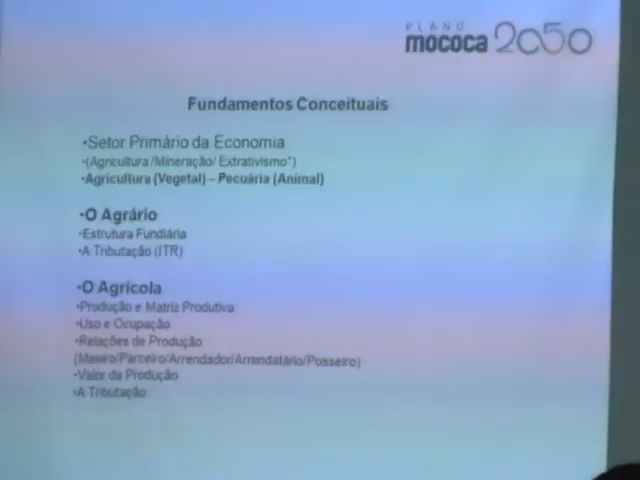 PLANO
mococa 2050
Fundamentos Conceituais
•Setor Primário da Economia
•(Agricultura /Mineração/ Extrativismo*)
•Agricultura (Vegetal) – Pecuária (Animal)
•O Agrário
•Estrutura Fundiária
•A Tributação (ITR)
•O Agrícola
•Produção e Matriz Produtiva
•Uso e Ocupação
•Relações de Produção
(Meeiro/Parceiro/Arrendador/Arrendatário/Posseiro)
•Valor da Produção
•A Tributação